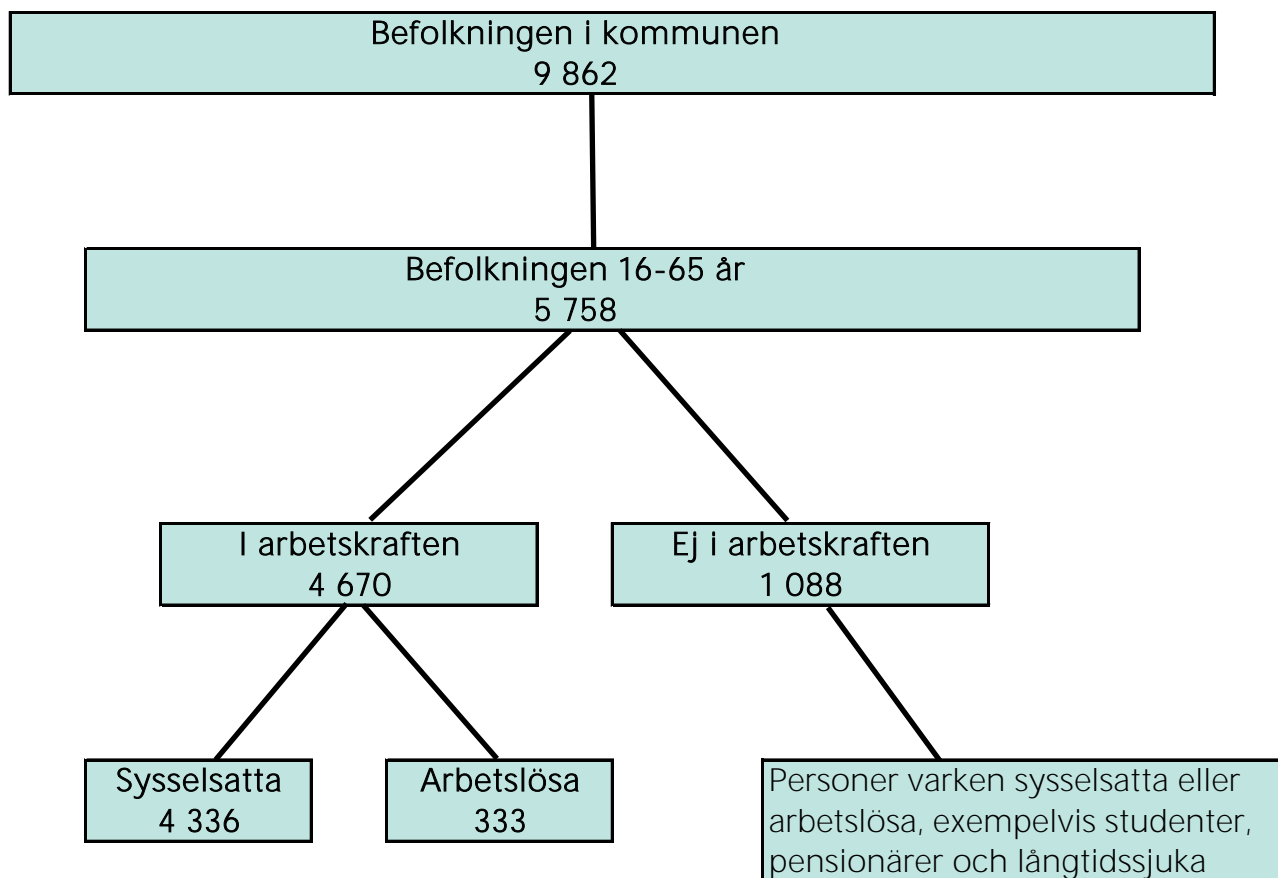 Befolkningen i kommunen
9 862
Befolkningen 16-65 år
5 758
I arbetskraften
4 670
Ej i arbetskraften
1 088
Sysselsatta
4 336
Arbetslösa
333
Personer varken sysselsatta eller
arbetslösa, exempelvis studenter,
pensionärer och långtidssjuka